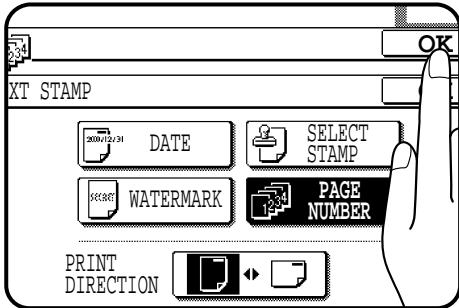 OK
XT STAMP
DATE
SELECT
STAMP
WATERMARK
PAGE
NUMBER
PRINT
DIRECTION